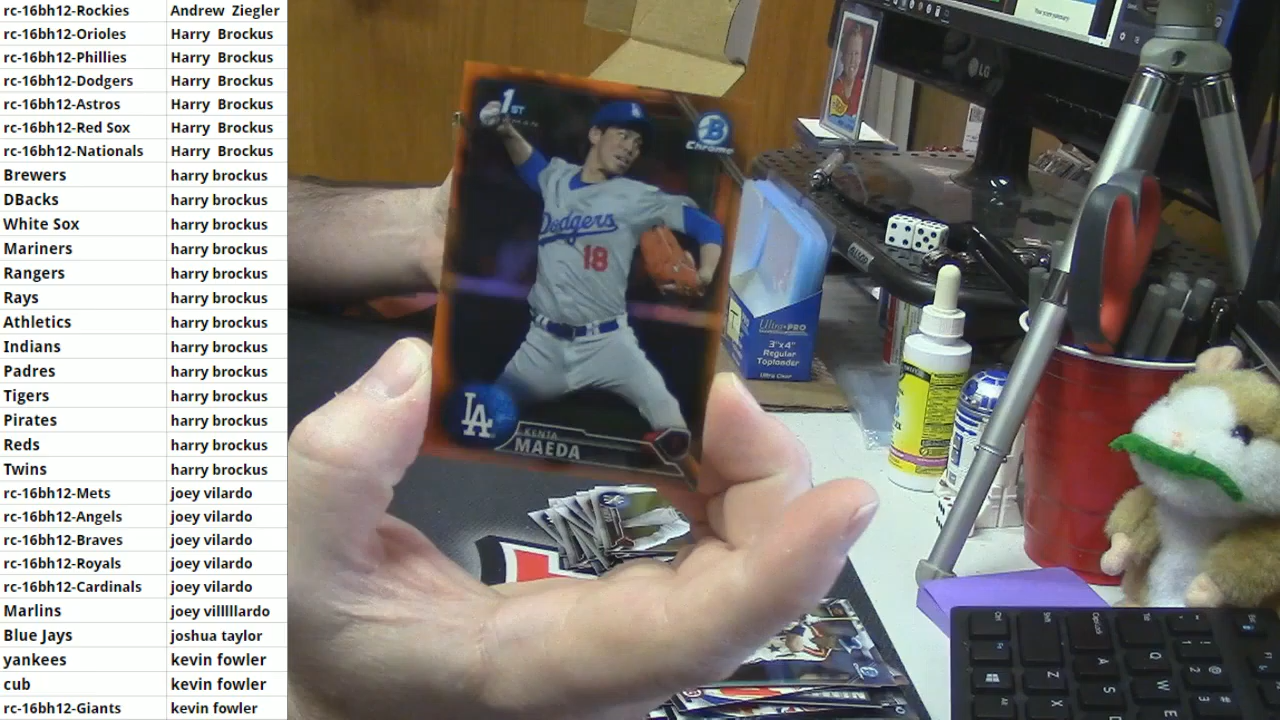 rc-16bh12-Rockies Andrew Ziegler
rc-16bh12-Orioles Harry Brockus
rc-16bh12-Phillies Harry Brockus
rc-16bh12-Dodgers Harry Brockus
rc-16bh12-Astros Harry Brockus
rc-16bh12-Red Sox Harry Brockus
rc-16bh12-Nationals Harry Brockus
Brewers harry brockus
DBacks harry brockus
White Sox harry brockus
Mariners harry brockus
Rangers harry brockus
Rays harry brockus
Athletics harry brockus
Indians harry brockus
Padres harry brockus
Tigers harry brockus
Pirates harry brockus
Reds harry brockus
Twins harry brockus
rc-16bh12-Mets joey vilardo
rc-16bh12-Angels joey vilardo
rc-16bh12-Braves joey vilardo
rc-16bh12-Royals joey vilardo
rc-16bh12-Cardinals joey vilardo
Marlins joey villlllardo
Blue Jays joshua taylor
yankees kevin fowler
cub kevin fowler
rc-16bh12-Giants kevin fowler
1ST
B
Chrome
Dodgers
18
LA
KENTA
MAEDA
LG
Ultra-PRO
3"x4"
Regular
Toploader
Ultra Clear